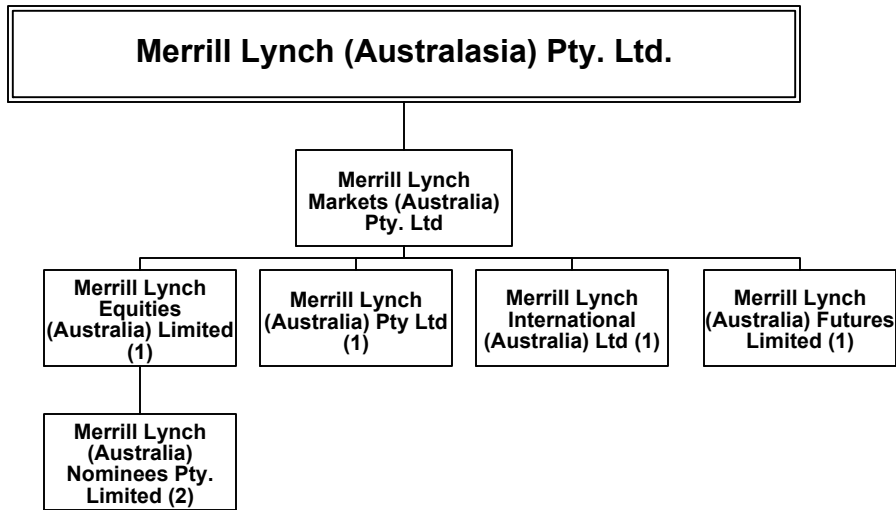 Merrill Lynch (Australasia) Pty. Ltd.
Merrill Lynch
Markets (Australia)
Pty. Ltd
Merrill Lynch
Equities
(Australia) Limited
(1)
Merrill Lynch
(Australia) Pty Ltd
(1)
Merrill Lynch
International
(Australia) Ltd (1)
Merrill Lynch
(Australia) Futures
Limited (1)
Merrill Lynch
(Australia)
Nominees Pty.
Limited (2)